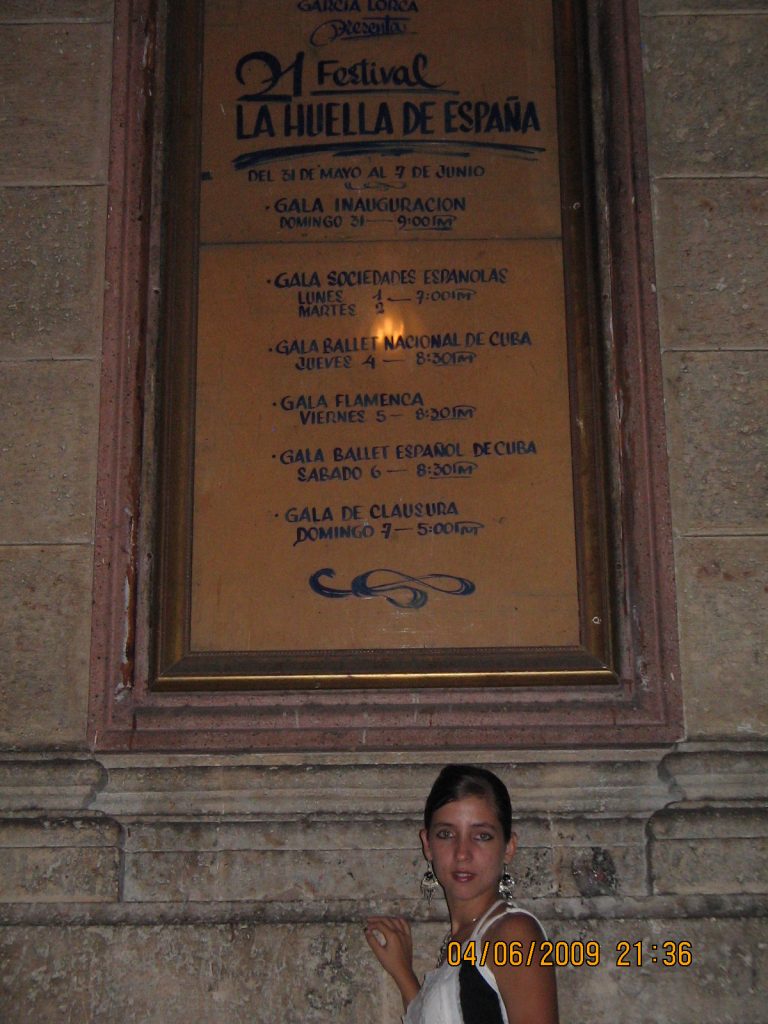 GARCIA LORCA
Presenta
21 Festival
LA HUELLA DE ESPAÑA
DEL 31 DE MAYO AL 7 DE JUNIO
· GALA INAUGURACION
DOMINGO 31 — 9:00PM
· GALA SOCIEDADES ESPAÑOLAS
LUNES 1 — 7:00PM
MARTES 2
· GALA BALLET NACIONAL DE CUBA
JUEVES 4 — 8:30PM
· GALA FLAMENCA
VIERNES 5 — 8:30PM
· GALA BALLET ESPAÑOL DE CUBA
SABADO 6 — 8:30PM
· GALA DE CLAUSURA
DOMINGO 7 — 5:00PM
04/06/2009 21:36